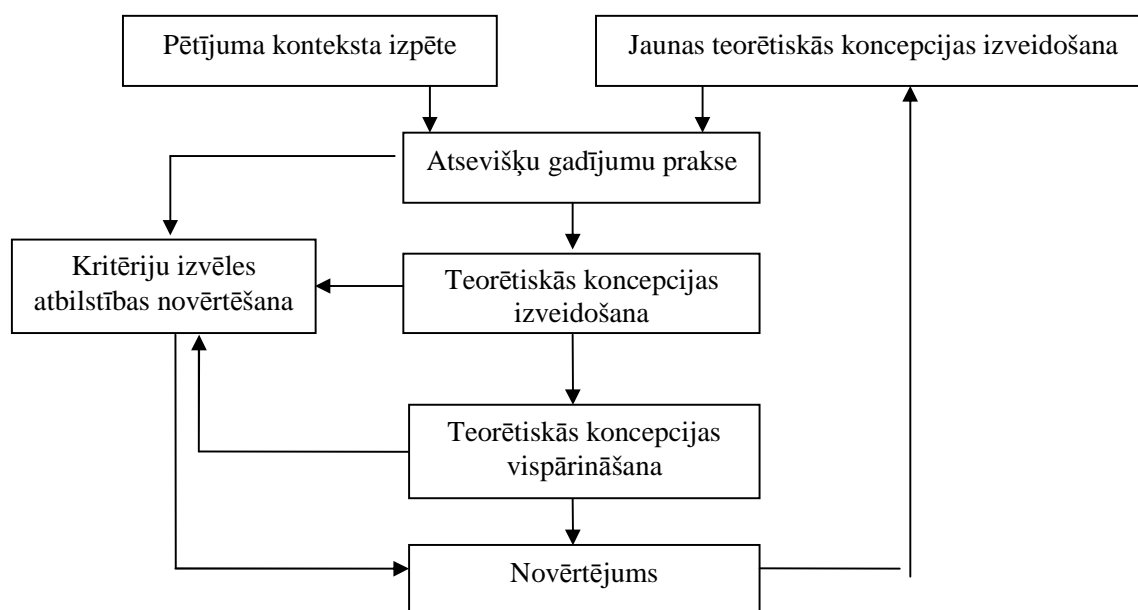 Pētījuma konteksta izpēte
Jaunas teorētiskās koncepcijas izveidošana
Atsevišķu gadījumu prakse
Kritēriju izvēles
atbilstības novērtēšana
Teorētiskās koncepcijas
izveidošana
Teorētiskās koncepcijas
vispārināšana
Novērtējums